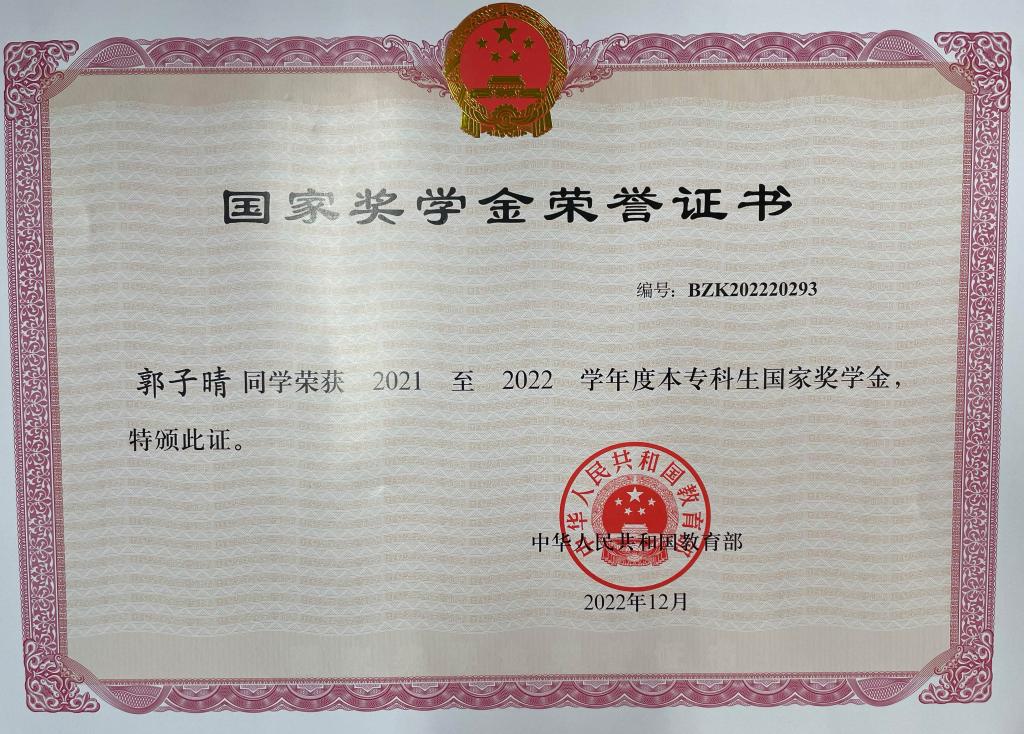 国家奖学金荣誉证书
编号：BZK202220293
郭子晴 同学荣获 2021 至 2022 学年度本专科生国家奖学金，
特颁此证。
中华人民共和国教育部
中华人民共和国教育部
2022年12月